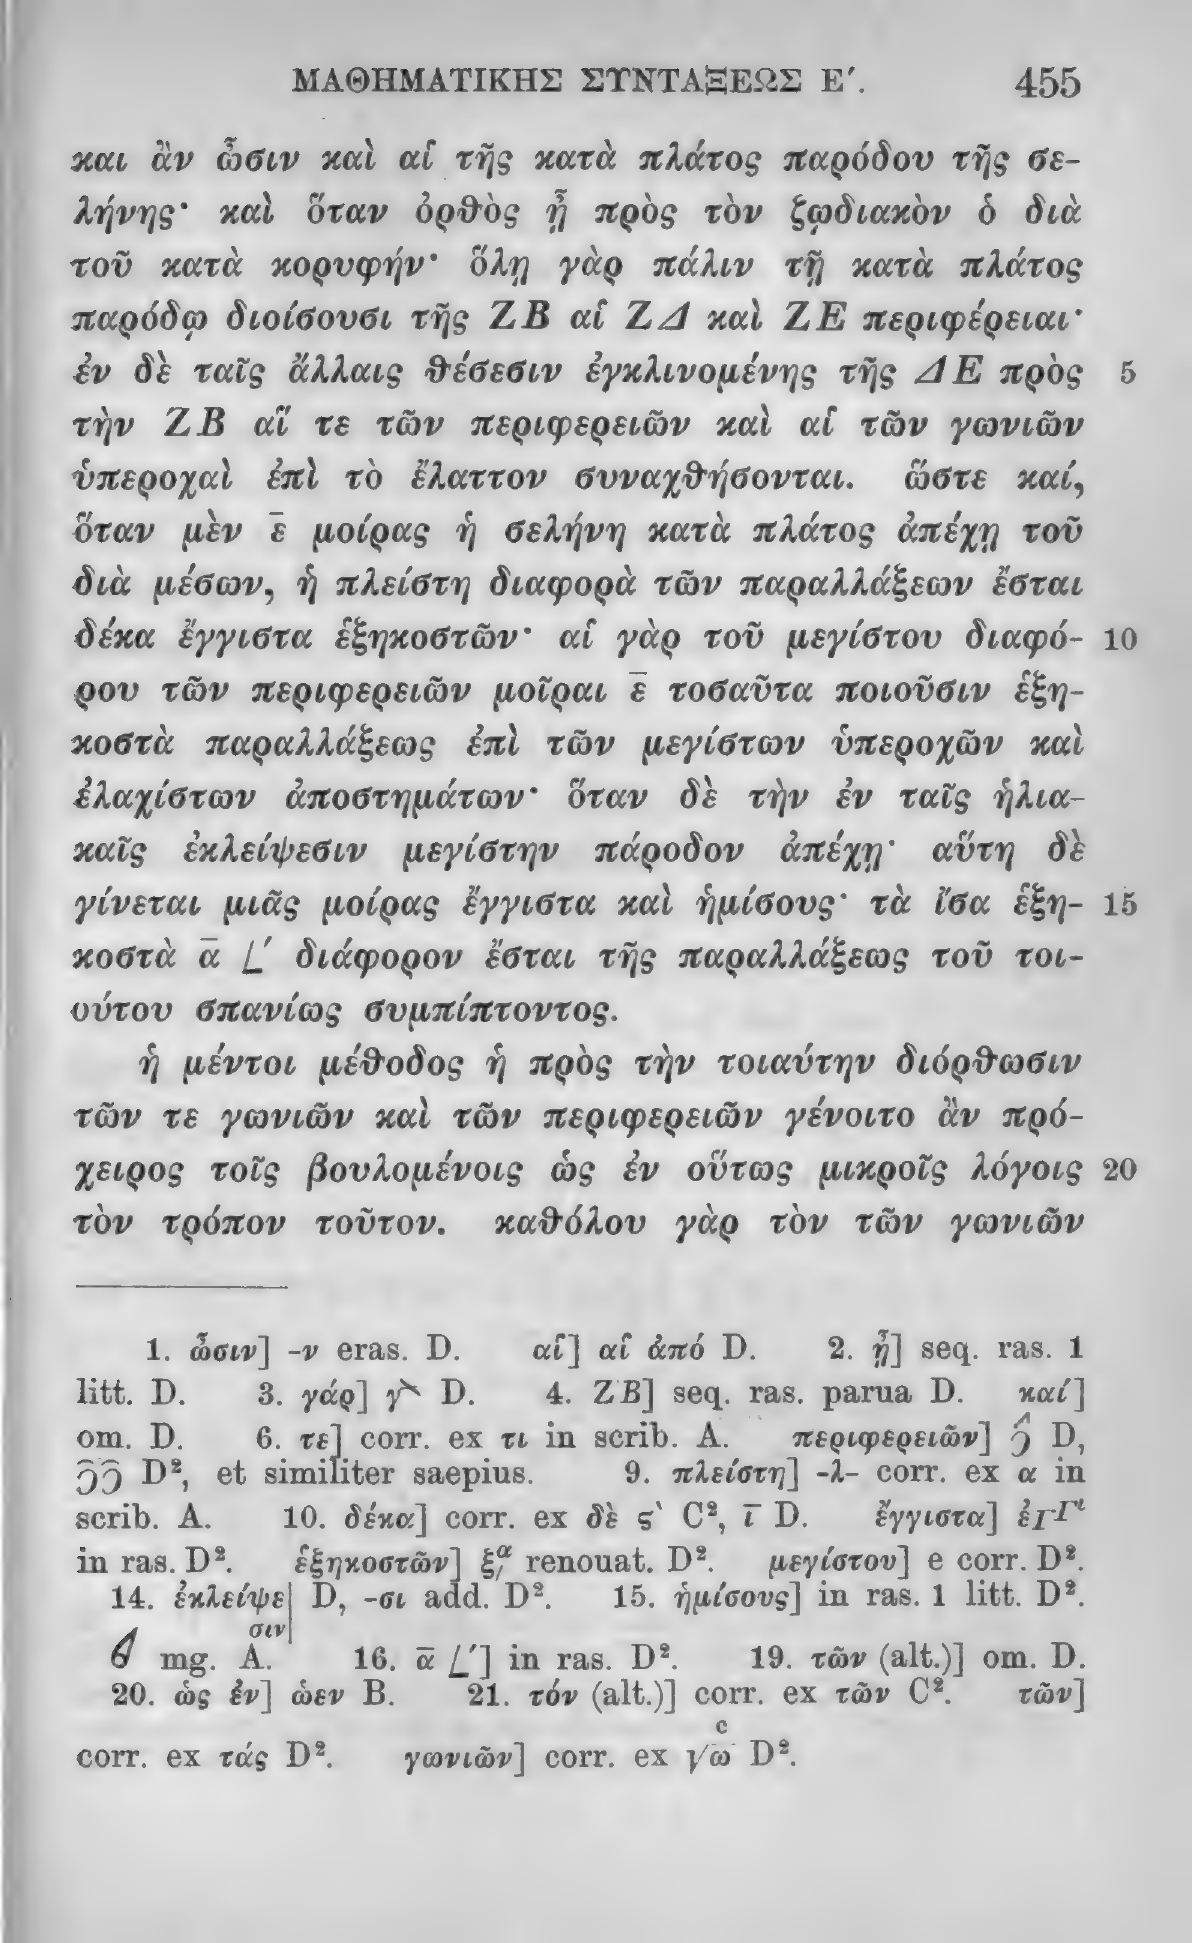 ΜΑΘΗΜΑΤΙΚΗΣ ΣΥΝΤΑΞΕΩΣ Ε΄. 455
και ἂν ὦσιν καὶ αἱ τῆς κατὰ πλάτος παρόδου τῆς σε-
λήνης· καὶ ὅταν ὀρθὸς ᾖ πρὸς τὸν ζῳδιακὸν ὁ διὰ
τοῦ κατὰ κορυφήν· ὅλῃ γὰρ πάλιν τῇ κατὰ πλάτος
παρόδῳ διοίσουσι τῆς ΖΒ αἱ ΖΔ καὶ ΖΕ περιφέρειαι·
ἐν δὲ ταῖς ἄλλαις θέσεσιν ἐγκλινομένης τῆς ΔΕ πρὸς 5
τὴν ΖΒ αἵ τε τῶν περιφερειῶν καὶ αἱ τῶν γωνιῶν
ὑπεροχαὶ ἐπὶ τὸ ἔλαττον συναχθήσονται. ὥστε καί,
ὅταν μὲν ε̄ μοίρας ἡ σελήνη κατὰ πλάτος ἀπέχῃ τοῦ
διὰ μέσων, ἡ πλείστη διαφορὰ τῶν παραλλάξεων ἔσται
δέκα ἔγγιστα ἑξηκοστῶν· αἱ γὰρ τοῦ μεγίστου διαφό- 10
ρου τῶν περιφερειῶν μοῖραι ε̄ τοσαῦτα ποιοῦσιν ἑξη-
κοστὰ παραλλάξεως ἐπὶ τῶν μεγίστων ὑπεροχῶν καὶ
ἐλαχίστων ἀποστημάτων· ὅταν δὲ τὴν ἐν ταῖς ἡλια-
καῖς ἐκλείψεσιν μεγίστην πάροδον ἀπέχῃ· αὕτη δὲ
γίνεται μιᾶς μοίρας ἔγγιστα καὶ ἡμίσους· τὰ ἴσα ἑξη- 15
κοστὰ ᾱ 𐅵ʹ διάφορον ἔσται τῆς παραλλάξεως τοῦ τοι-
ούτου σπανίως συμπίπτοντος.
ἡ μέντοι μέθοδος ἡ πρὸς τὴν τοιαύτην διόρθωσιν
τῶν τε γωνιῶν καὶ τῶν περιφερειῶν γένοιτο ἂν πρό-
χειρος τοῖς βουλομένοις ὡς ἐν οὕτως μικροῖς λόγοις 20
τὸν τρόπον τοῦτον. καθόλου γὰρ τὸν τῶν γωνιῶν
1. ὦσιν] -ν eras. D. αἱ] αἱ ἀπό D. 2. ᾖ] seq. ras. 1
litt. D. 3. γάρ] D. 4. ΖΒ] seq. ras. parua D. καί]
om. D. 6. τε] corr. ex τι in scrib. A. περιφερειῶν] D,
D², et similiter saepius. 9. πλείστη] -λ- corr. ex α in
scrib. A. 10. δέκα] corr. ex δὲ ϛ̓ C², ῑ D. ἔγγιστα]
in ras. D². ἑξηκοστῶν] renouat. D². μεγίστου] e corr. D².
14. ἐκλείψε| D, -σι add. D². 15. ἡμίσους] in ras. 1 litt. D².
σιν|
mg. A. 16. ᾱ 𐅵ʹ] in ras. D². 19. τῶν (alt.)] om. D.
20. ὡς ἐν] ὡεν B. 21. τόν (alt.)] corr. ex τῶν C². τῶν]
corr. ex τάς D². γωνιῶν] corr. ex D².